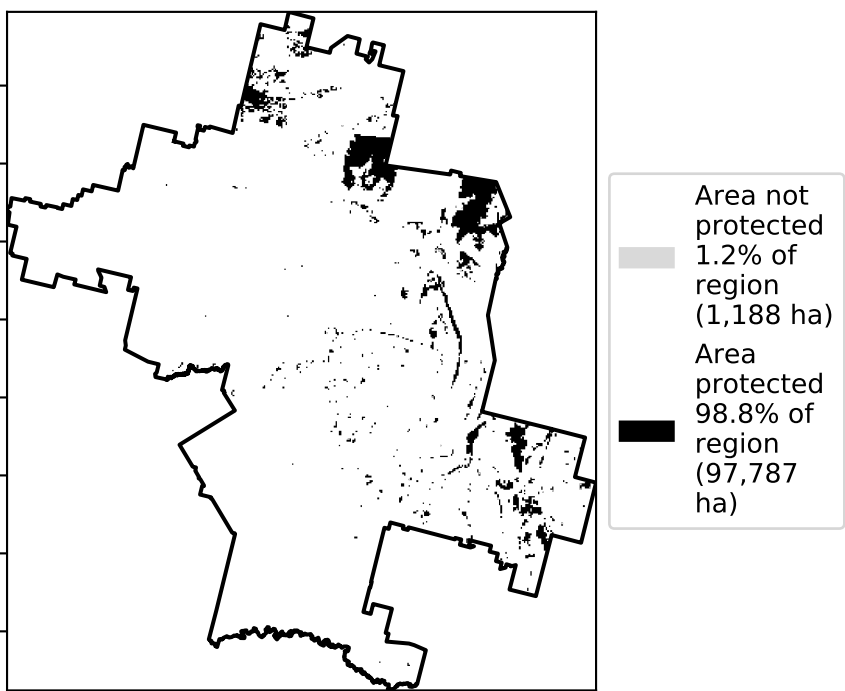 Area not
protected
1.2% of
region
(1,188 ha)
Area
protected
98.8% of
region
(97,787
ha)